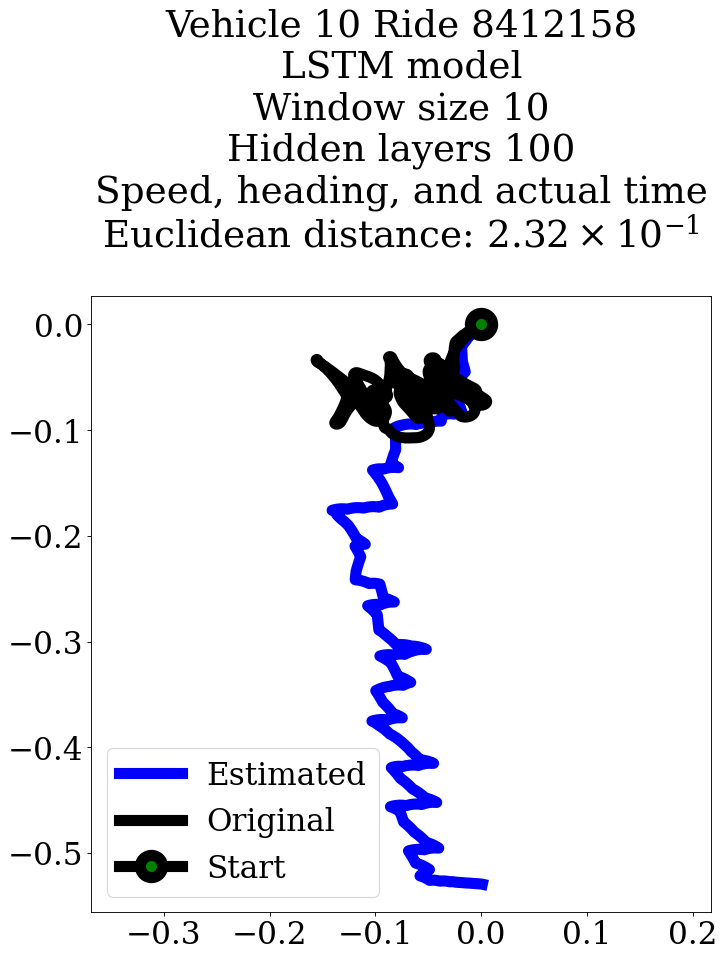 Vehicle 10 Ride 8412158
LSTM model
Window size 10
Hidden layers 100
Speed, heading, and actual time
Euclidean distance: 2.32 × 10⁻¹
0.0
−0.1
−0.2
−0.3
−0.4
−0.5
Estimated
Original
Start
−0.3 −0.2 −0.1 0.0 0.1 0.2